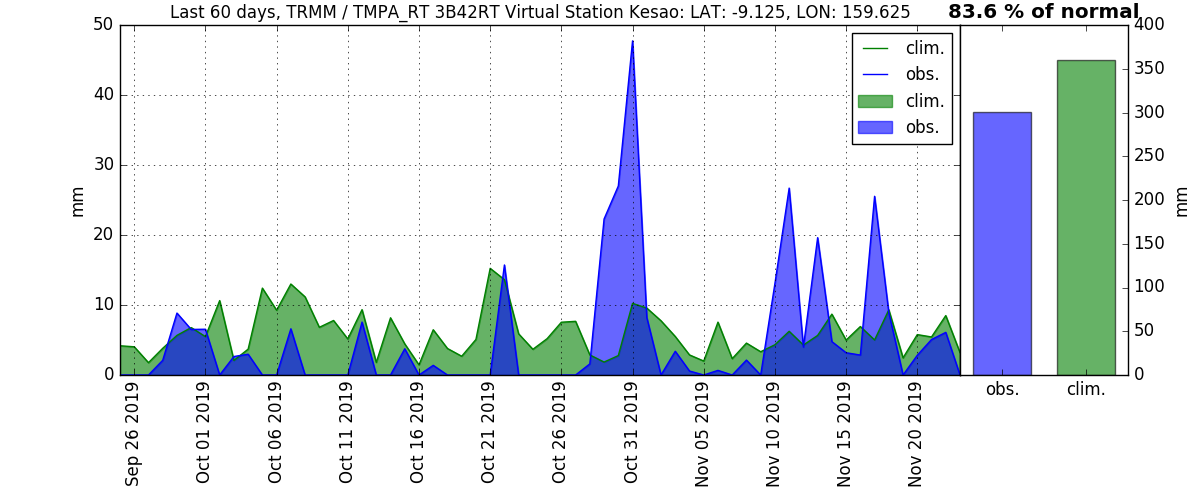 Last 60 days, TRMM / TMPA_RT 3B42RT Virtual Station Kesao: LAT: -9.125, LON: 159.625
83.6 % of normal
50
40
30
20
10
0
mm
clim.
obs.
clim.
obs.
400
350
300
250
200
150
100
50
0
mm
obs.
clim.
Sep 26 2019
Oct 01 2019
Oct 06 2019
Oct 11 2019
Oct 16 2019
Oct 21 2019
Oct 26 2019
Oct 31 2019
Nov 05 2019
Nov 10 2019
Nov 15 2019
Nov 20 2019